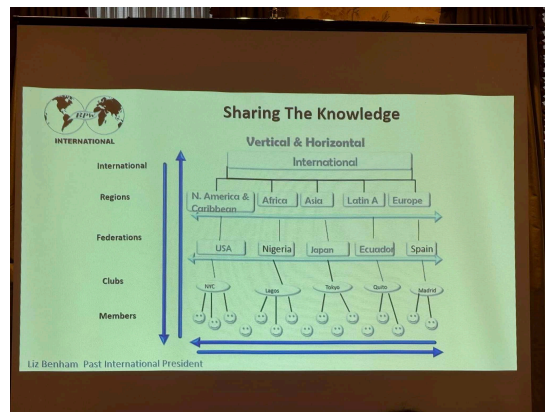 Sharing The Knowledge
BPW
INTERNATIONAL
Vertical & Horizontal
International
International
Regions
N. America &
Caribbean
Africa
Asia
Latin A
Europe
Federations
USA
Nigeria
Japan
Ecuador
Spain
Clubs
NYC
Lagos
Tokyo
Quito
Madrid
Members
Liz Benham Past International President